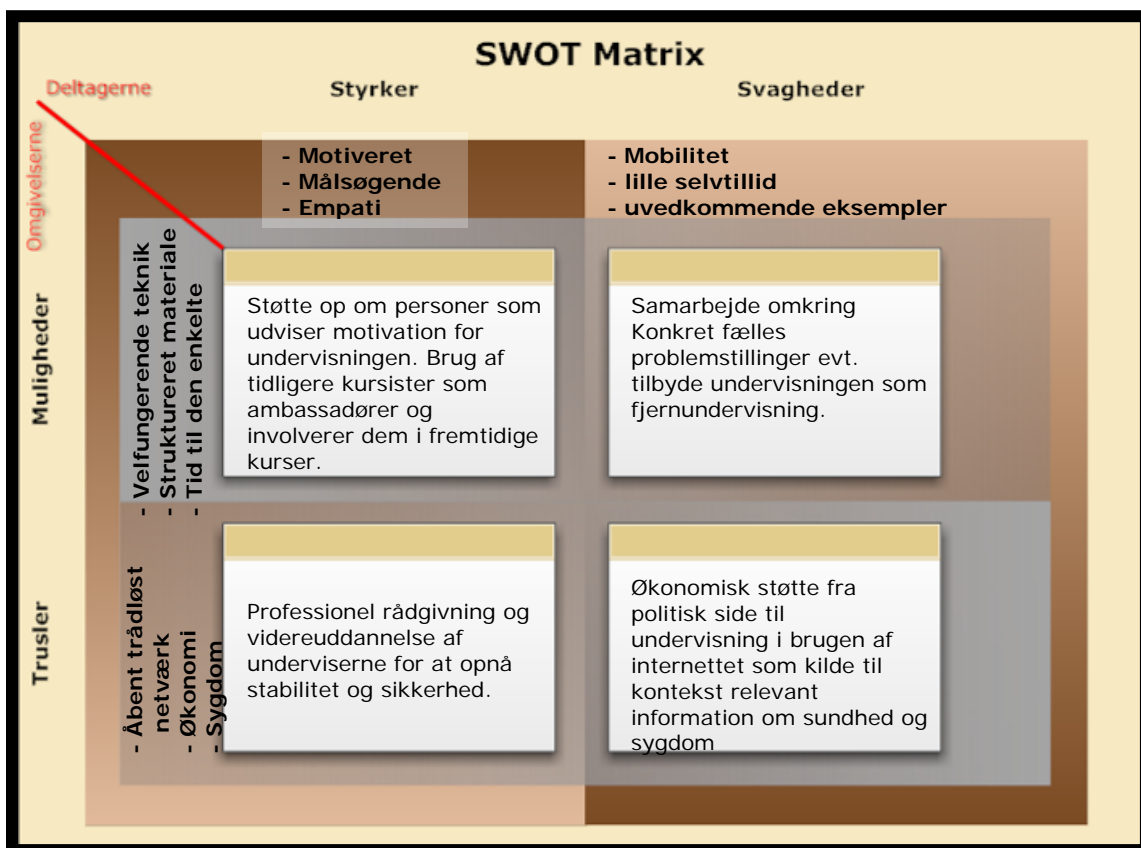 SWOT Matrix
Deltagerne
Styrker
Svagheder
Omgivelserne
- Motiveret
- Målsøgende
- Empati
- Mobilitet
- lille selvtillid
- uvedkommende eksempler
Muligheder
- Velfungerende teknik
- Struktureret materiale
- Tid til den enkelte
Støtte op om personer som
udviser motivation for
undervisningen. Brug af
tidligere kursister som
ambassadører og
involverer dem i fremtidige
kurser.
Samarbejde omkring
Konkret fælles
problemstillinger evt.
tilbyde undervisningen som
fjernundervisning.
Trusler
- Åbent trådløst
netværk
- Økonomi
- Sygdom
Professionel rådgivning og
videreuddannelse af
underviserne for at opnå
stabilitet og sikkerhed.
Økonomisk støtte fra
politisk side til
undervisning i brugen af
internettet som kilde til
kontekst relevant
information om sundhed og
sygdom